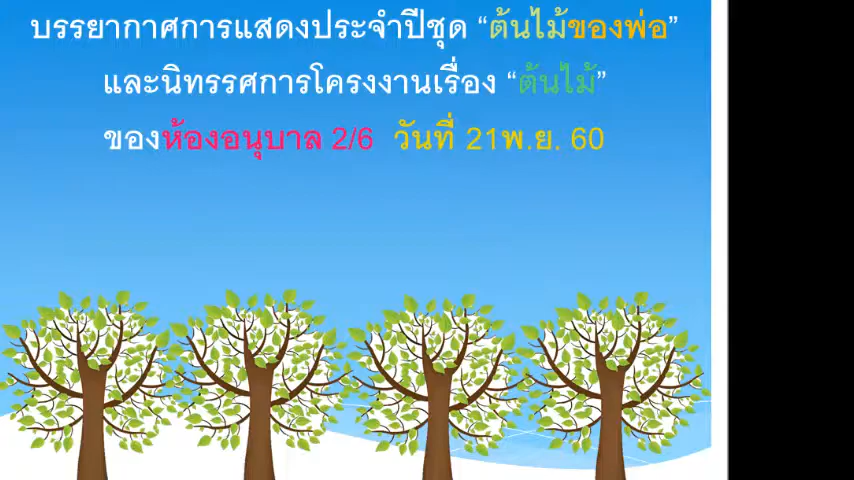 บรรยากาศการแสดงประจำปีชุด “ต้นไม้ของพ่อ”
และนิทรรศการโครงงานเรื่อง “ต้นไม้”
ของห้องอนุบาล 2/6 วันที่ 21พ.ย. 60